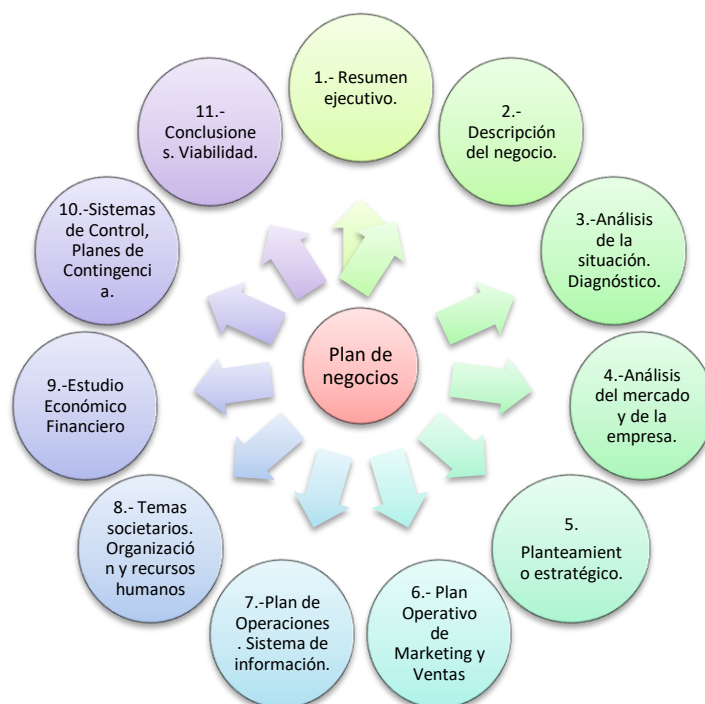 1.- Resumen
ejecutivo.
2.-
Descripción
del negocio.
3.-Análisis
de la
situación.
Diagnóstico.
4.-Análisis
del mercado
y de la
empresa.
5.
Planteamient
o estratégico.
6.- Plan
Operativo
de
Marketing y
Ventas
7.-Plan de
Operaciones
. Sistema de
información.
8.- Temas
societarios.
Organizació
n y recursos
humanos
9.-Estudio
Económico
Financiero
10.-Sistemas
de Control,
Planes de
Contingenci
a.
11.-
Conclusione
s. Viabilidad.
Plan de
negocios